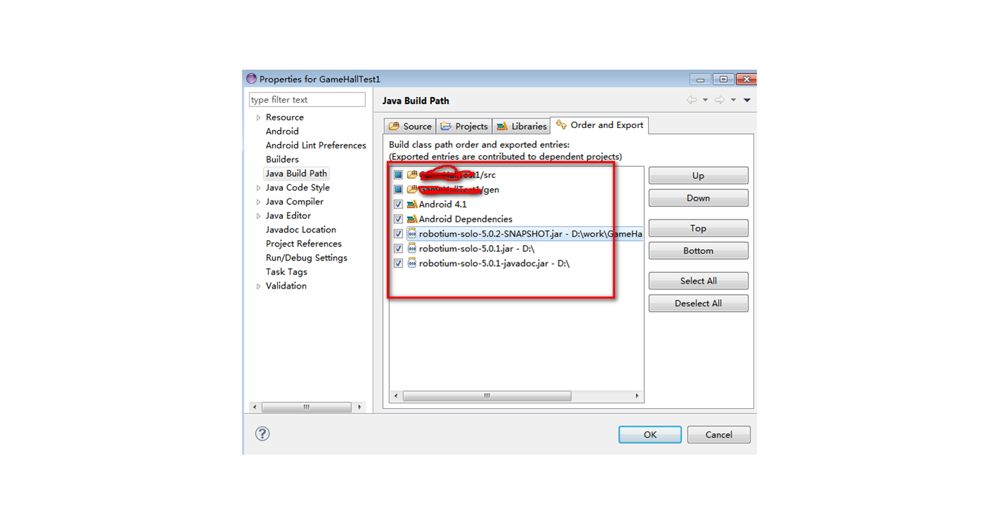 Properties for GameHallTest1
type filter text
Resource
Android
Android Lint Preferences
Builders
Java Build Path
Java Code Style
Java Compiler
Java Editor
Javadoc Location
Project References
Run/Debug Settings
Task Tags
Validation
Java Build Path
Source
Projects
Libraries
Order and Export
Build class path order and exported entries:
(Exported entries are contributed to dependent projects)
/src
/gen
Android 4.1
Android Dependencies
robotium-solo-5.0.2-SNAPSHOT.jar - D:\work\GameHa
robotium-solo-5.0.1.jar - D:\
robotium-solo-5.0.1-javadoc.jar - D:\
Up
Down
Top
Bottom
Select All
Deselect All
OK
Cancel